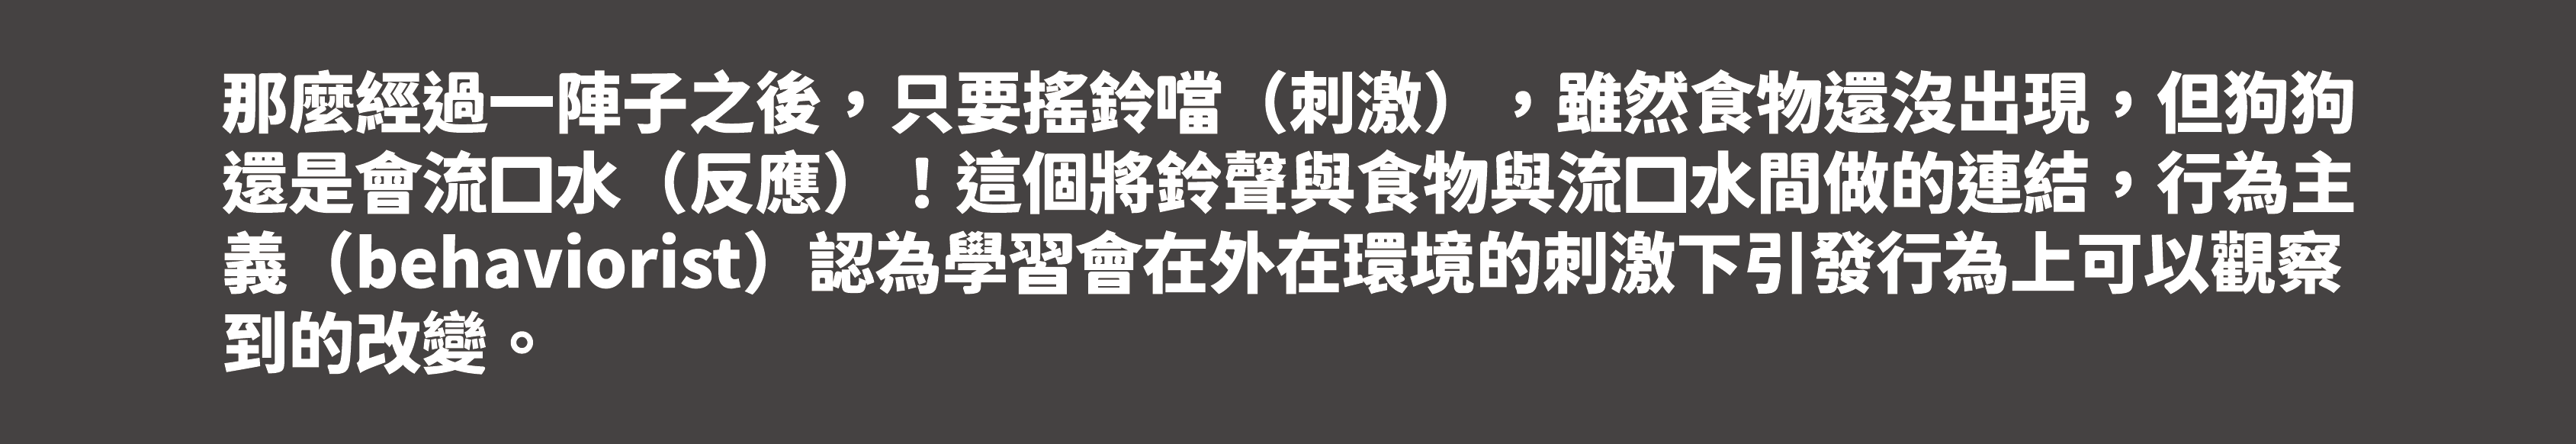 那麼經過一陣子之後，只要搖鈴噹（刺激），雖然食物還沒出現，但狗狗
還是會流口水（反應）！這個將鈴聲與食物與流口水間做的連結，行為主
義（behaviorist）認為學習會在外在環境的刺激下引發行為上可以觀察
到的改變。